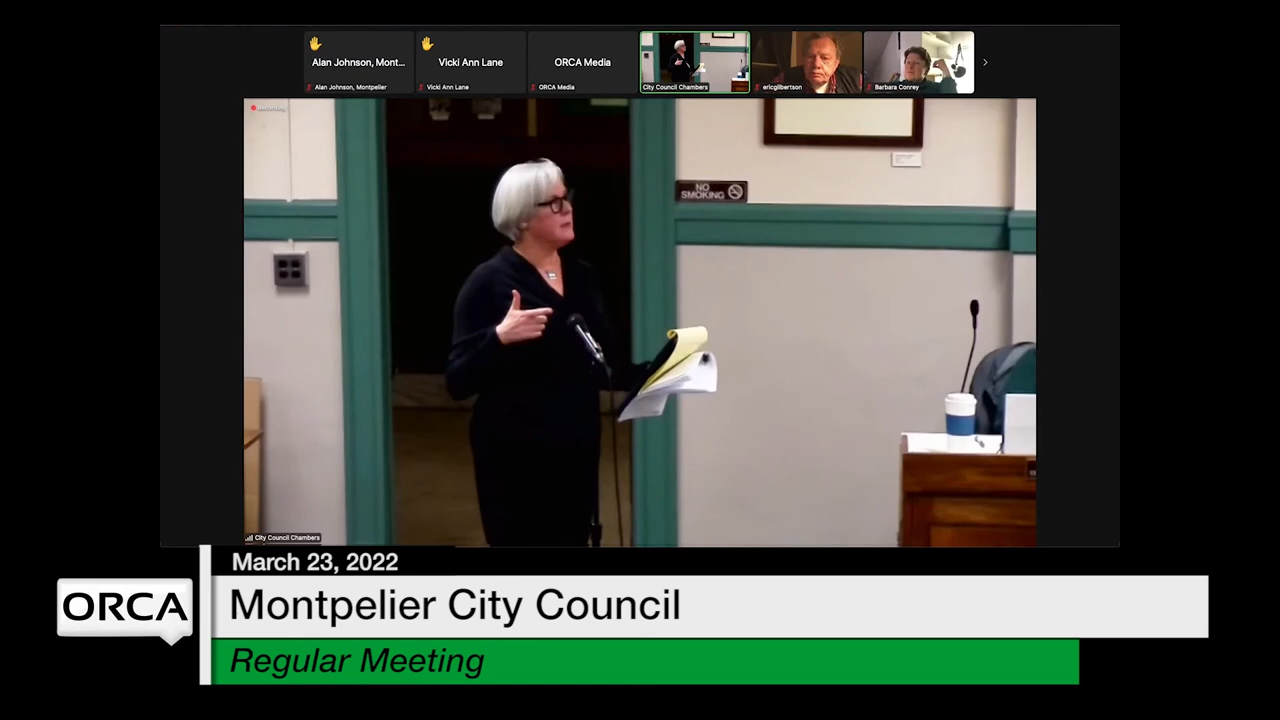 Alan Johnson, Mont...
Vicki Ann Lane
ORCA Media
Alan Johnson, Montpelier
Vicki Ann Lane
ORCA Media
City Council Chambers
ericgilbertson
Barbara Conrey
NO
SMOKING
City Council Chambers
March 23, 2022
ORCA
Montpelier City Council
Regular Meeting